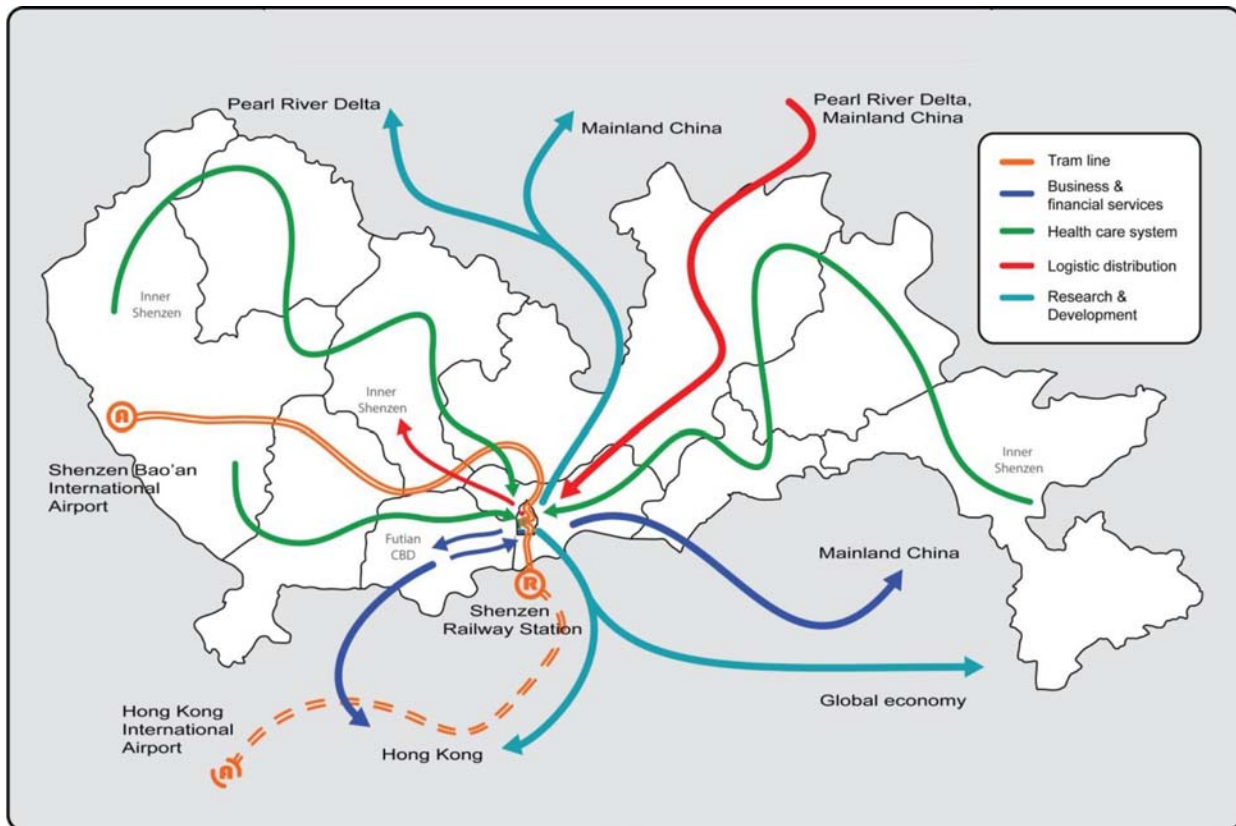 Pearl River Delta
Mainland China
Pearl River Delta,
Mainland China
Tram line
Business &
financial services
Health care system
Logistic distribution
Research &
Development
Inner
Shenzen
Inner
Shenzen
A
Shenzen Bao'an
International
Airport
Inner
Shenzen
Futian
CBD
Mainland China
R
Shenzen
Railway Station
Global economy
Hong Kong
International
Airport
A
Hong Kong